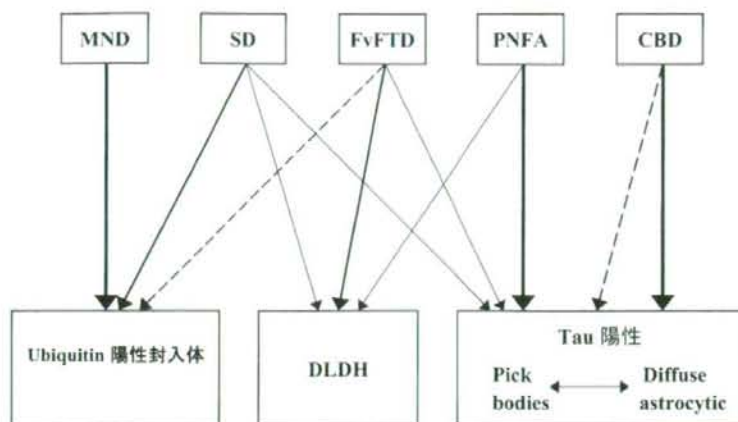 MND
SD
FvFTD
PNFA
CBD
Ubiquitin 陽性封入体
DLDH
Tau 陽性
Pick
bodies
Diffuse
astrocytic